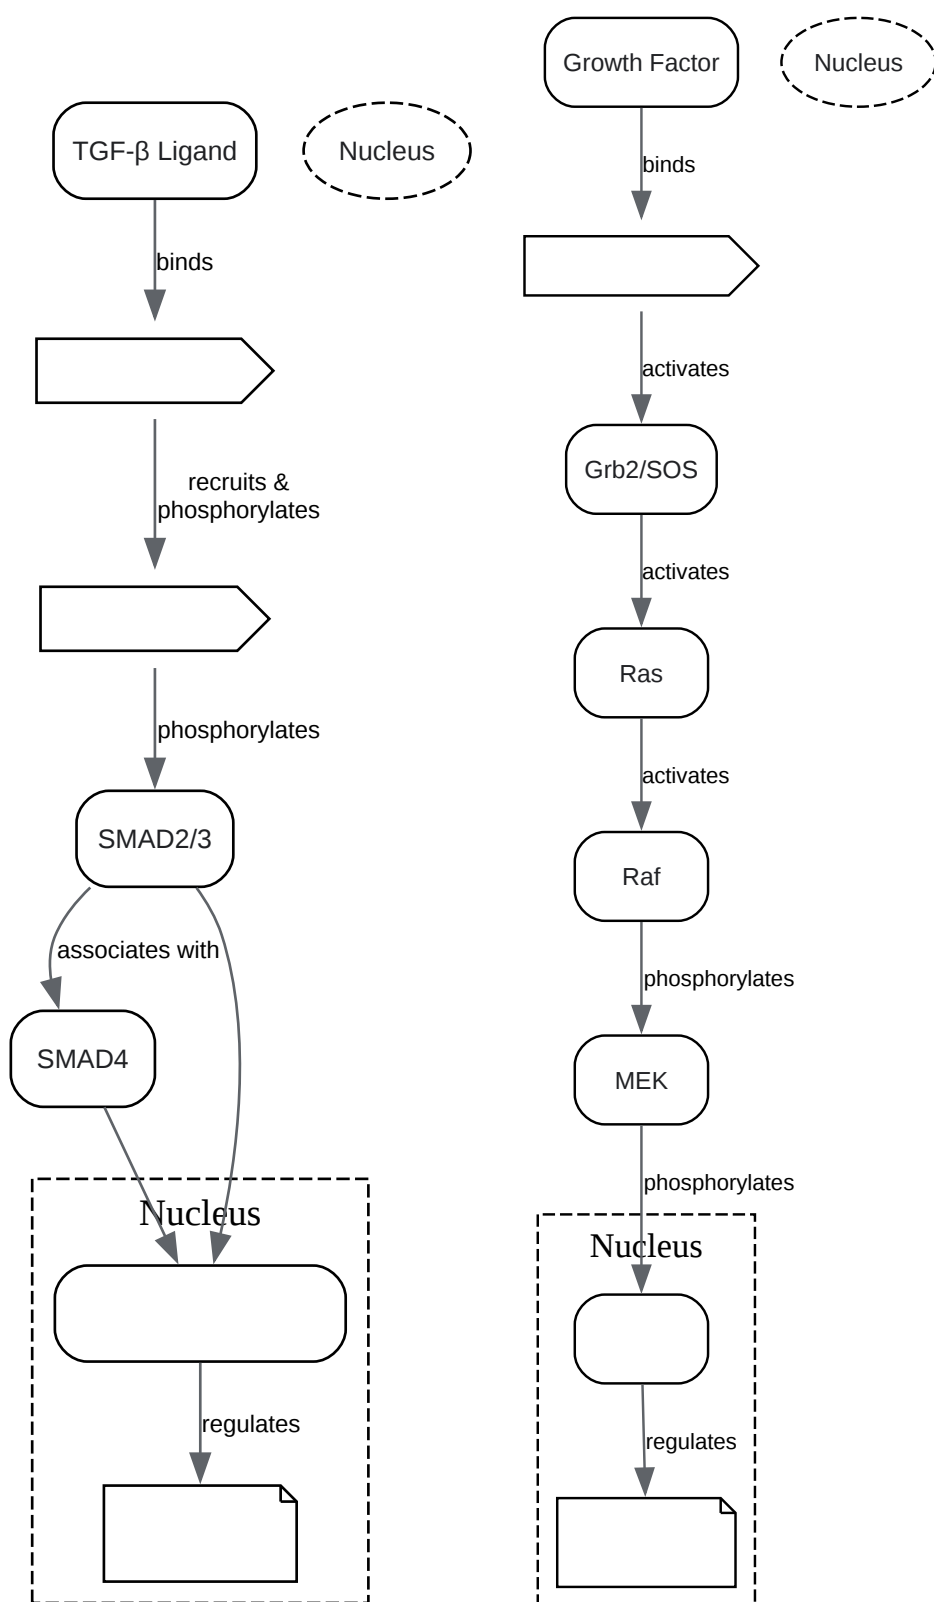 TGF-β Ligand
Nucleus
binds
recruits &
phosphorylates
phosphorylates
SMAD2/3
associates with
SMAD4
Nucleus
regulates
Growth Factor
Nucleus
binds
activates
Grb2/SOS
activates
Ras
activates
Raf
phosphorylates
MEK
phosphorylates
Nucleus
regulates